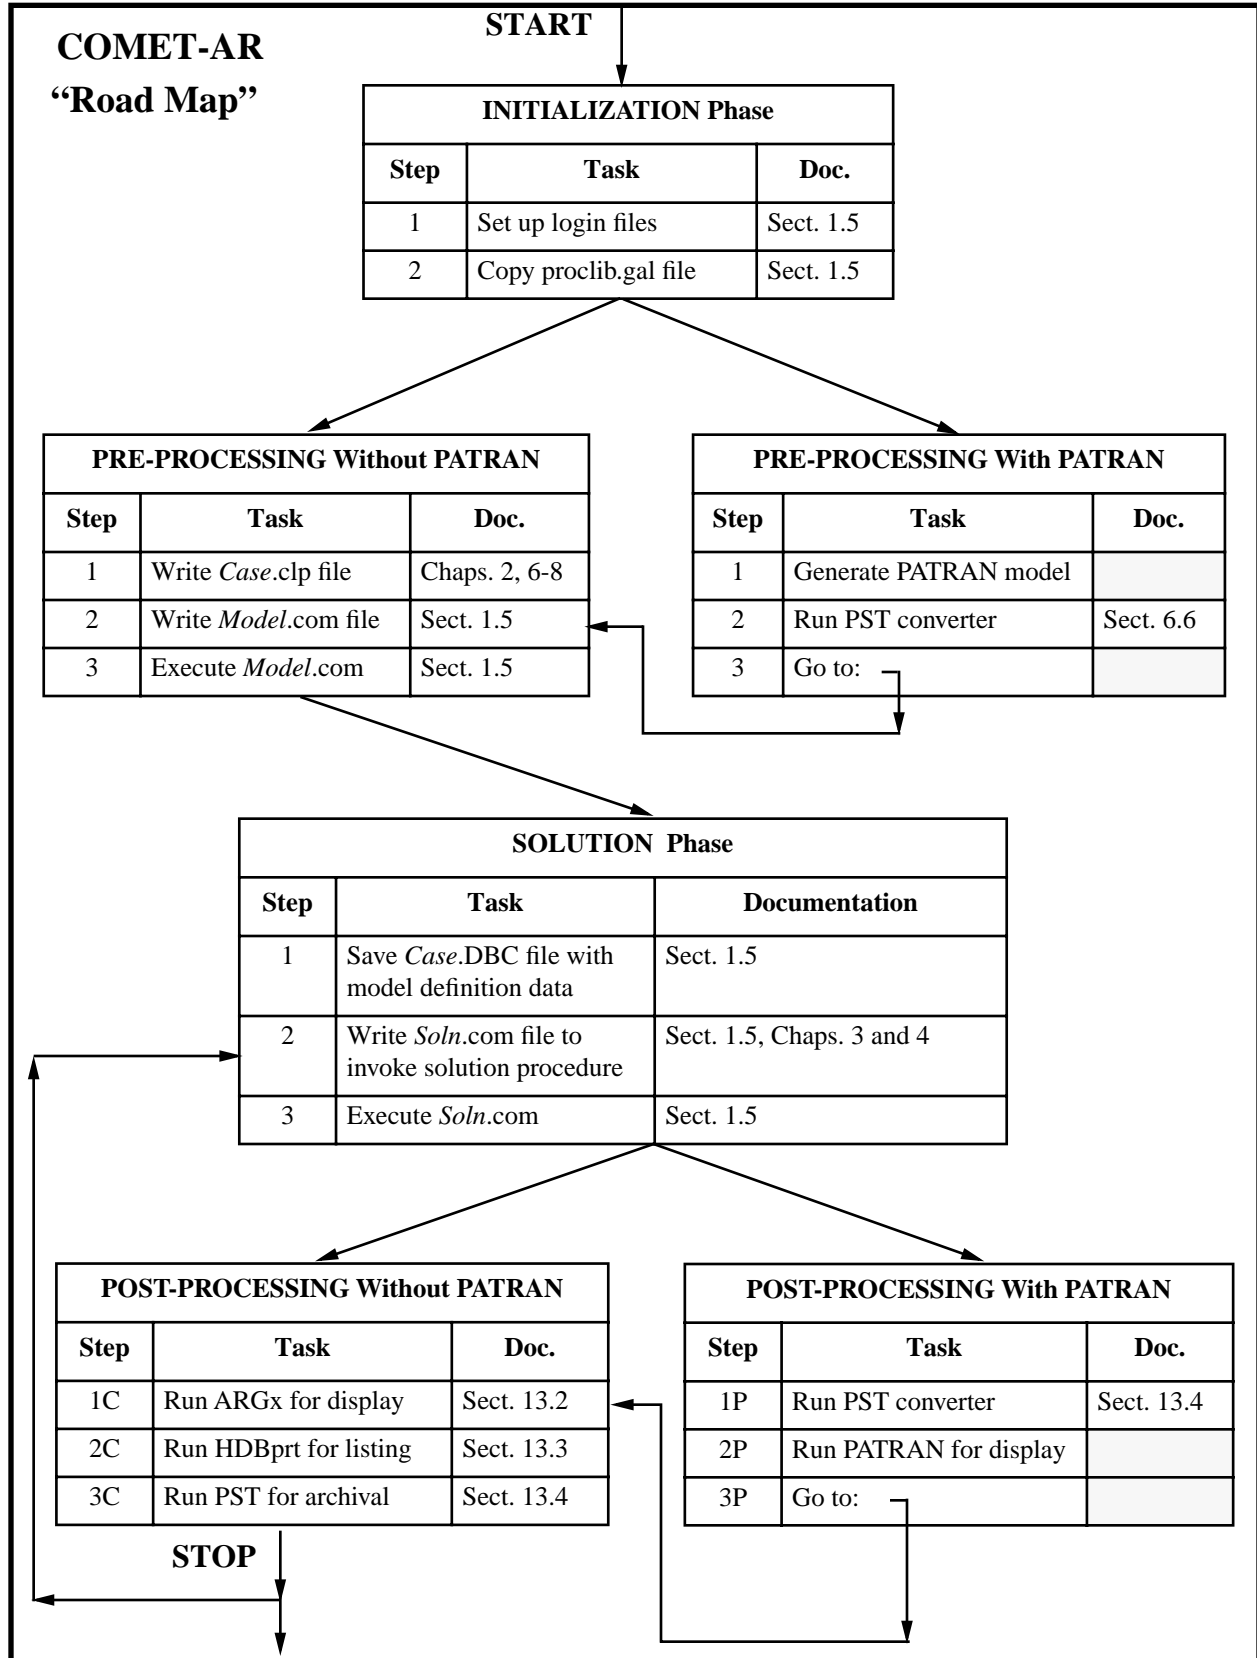 START
COMET-AR
“Road Map”
INITIALIZATION Phase
Step Task Doc.
1 Set up login files Sect. 1.5
2 Copy proclib.gal file Sect. 1.5
PRE-PROCESSING Without PATRAN
Step Task Doc.
1 Write Case.clp file Chaps. 2, 6-8
2 Write Model.com file Sect. 1.5
3 Execute Model.com Sect. 1.5
PRE-PROCESSING With PATRAN
Step Task Doc.
1 Generate PATRAN model
2 Run PST converter Sect. 6.6
3 Go to:
SOLUTION Phase
Step Task Documentation
1 Save Case.DBC file with Sect. 1.5
model definition data
2 Write Soln.com file to Sect. 1.5, Chaps. 3 and 4
invoke solution procedure
3 Execute Soln.com Sect. 1.5
POST-PROCESSING Without PATRAN
Step Task Doc.
1C Run ARGx for display Sect. 13.2
2C Run HDBprt for listing Sect. 13.3
3C Run PST for archival Sect. 13.4
POST-PROCESSING With PATRAN
Step Task Doc.
1P Run PST converter Sect. 13.4
2P Run PATRAN for display
3P Go to:
STOP